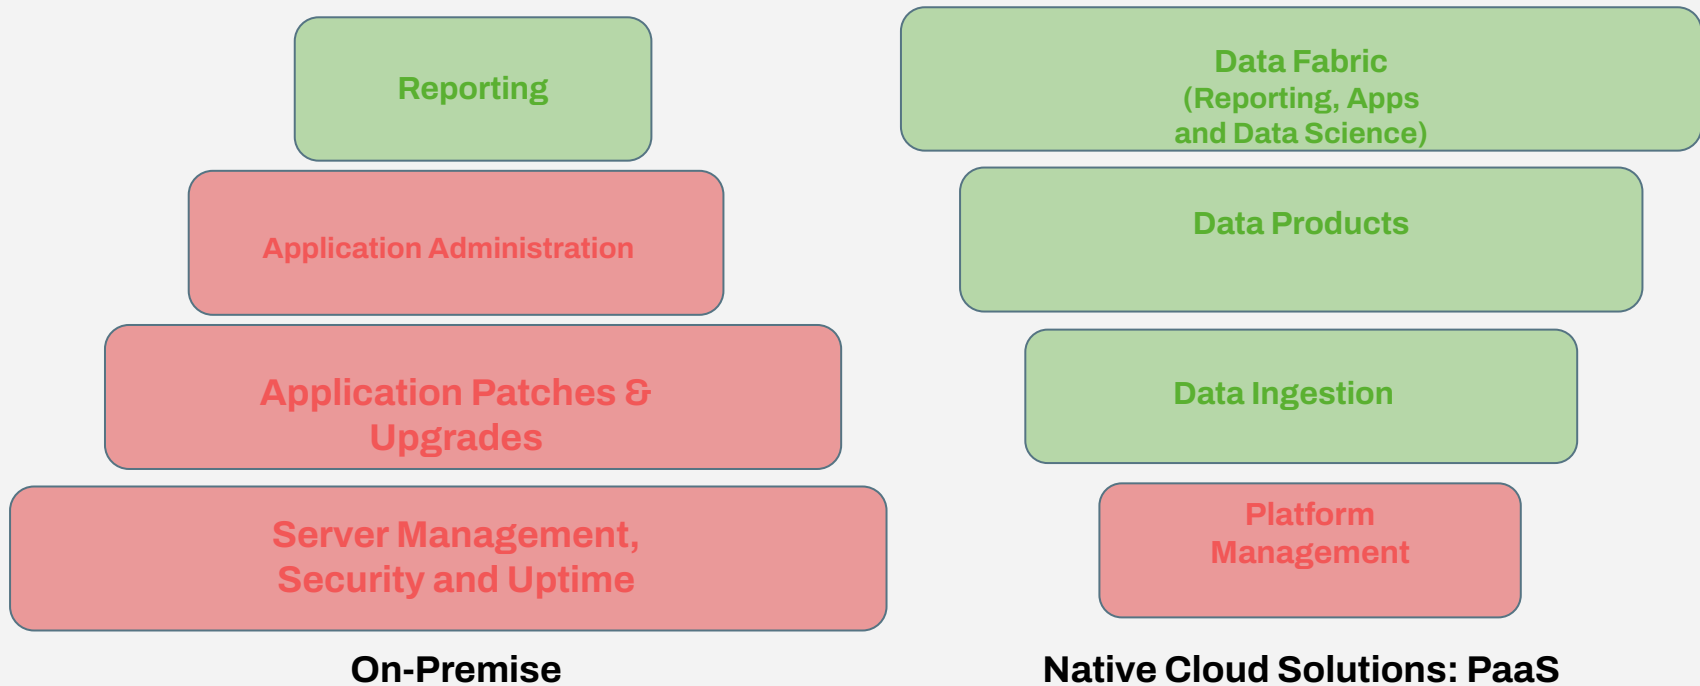 Reporting
Application Administration
Application Patches &
Upgrades
Server Management,
Security and Uptime
On-Premise
Data Fabric
(Reporting, Apps
and Data Science)
Data Products
Data Ingestion
Platform
Management
Native Cloud Solutions: PaaS